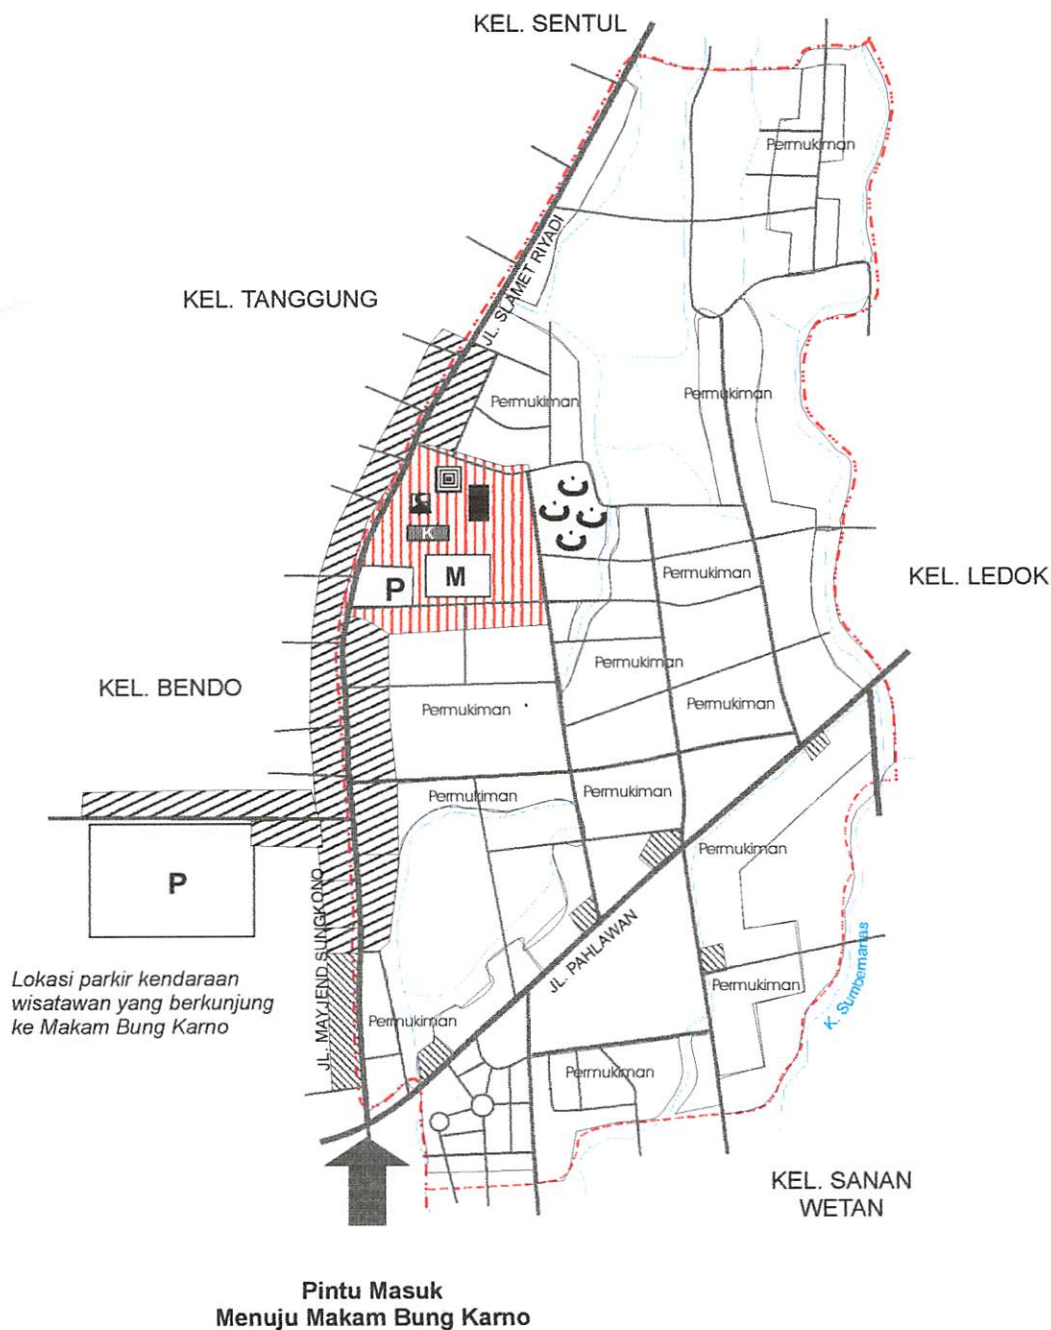 KEL. SENTUL
Permukiman
JL. SLAMET RIYADI
KEL. TANGGUNG
Permukiman
Permukiman
K
P
M
Permukiman
KEL. LEDOK
Permukiman
KEL. BENDO
Permukiman
Permukiman
Permukiman
Permukiman
Permukiman
P
JL. MAYJEND SUNGKONO
JL. PAHLAWAN
Lokasi parkir kendaraan
wisatawan yang berkunjung
ke Makam Bung Karno
Permukiman
K. Sumbernanas
Permukiman
Permukiman
KEL. SANAN
WETAN
Pintu Masuk
Menuju Makam Bung Karno